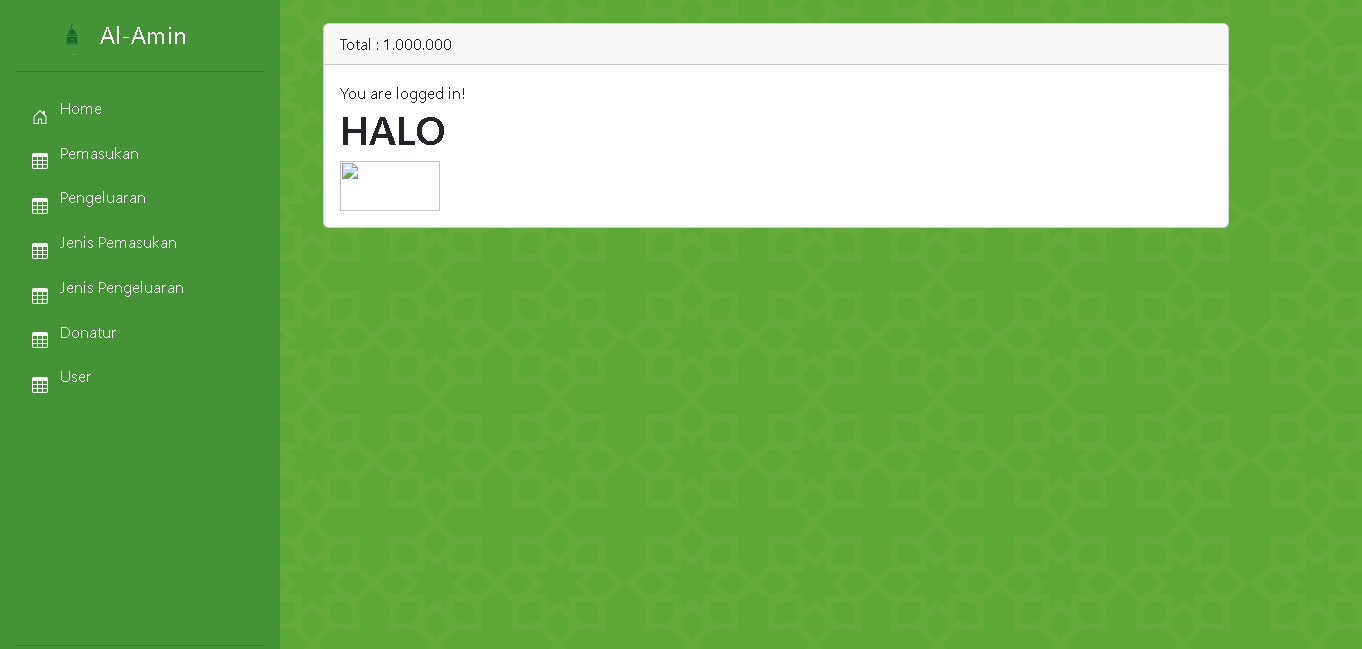 Al-Amin
Home
Pemasukan
Pengeluaran
Jenis Pemasukan
Jenis Pengeluaran
Donatur
User
Total : 1.000.000
You are logged in!
HALO